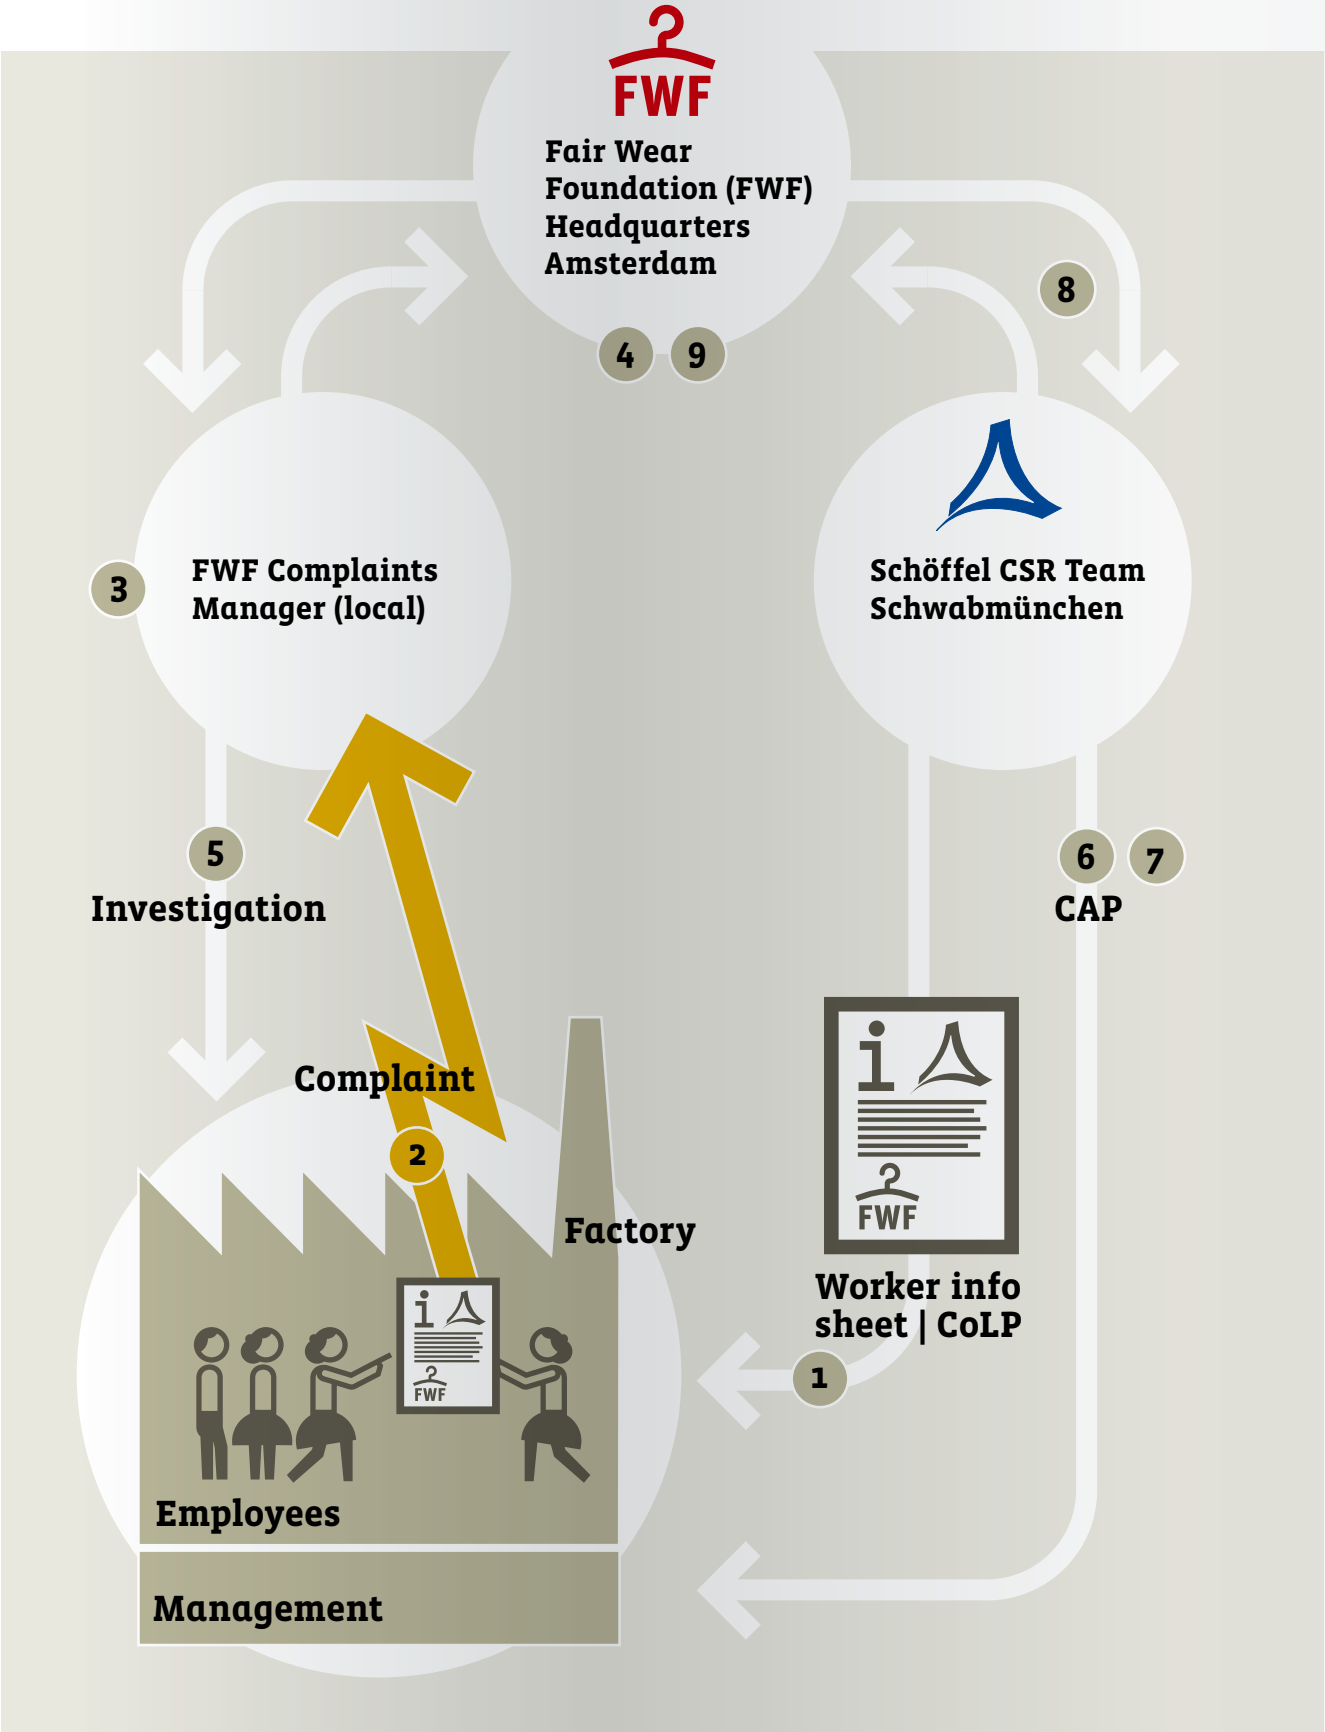 FWF
Fair Wear
Foundation (FWF)
Headquarters
Amsterdam
8
4 9
3
FWF Complaints
Manager (local)
Schöffel CSR Team
Schwabmünchen
5
Investigation
6 7
CAP
Complaint
2
Factory
i
FWF
Worker info
sheet | CoLP
1
i
FWF
Employees
Management